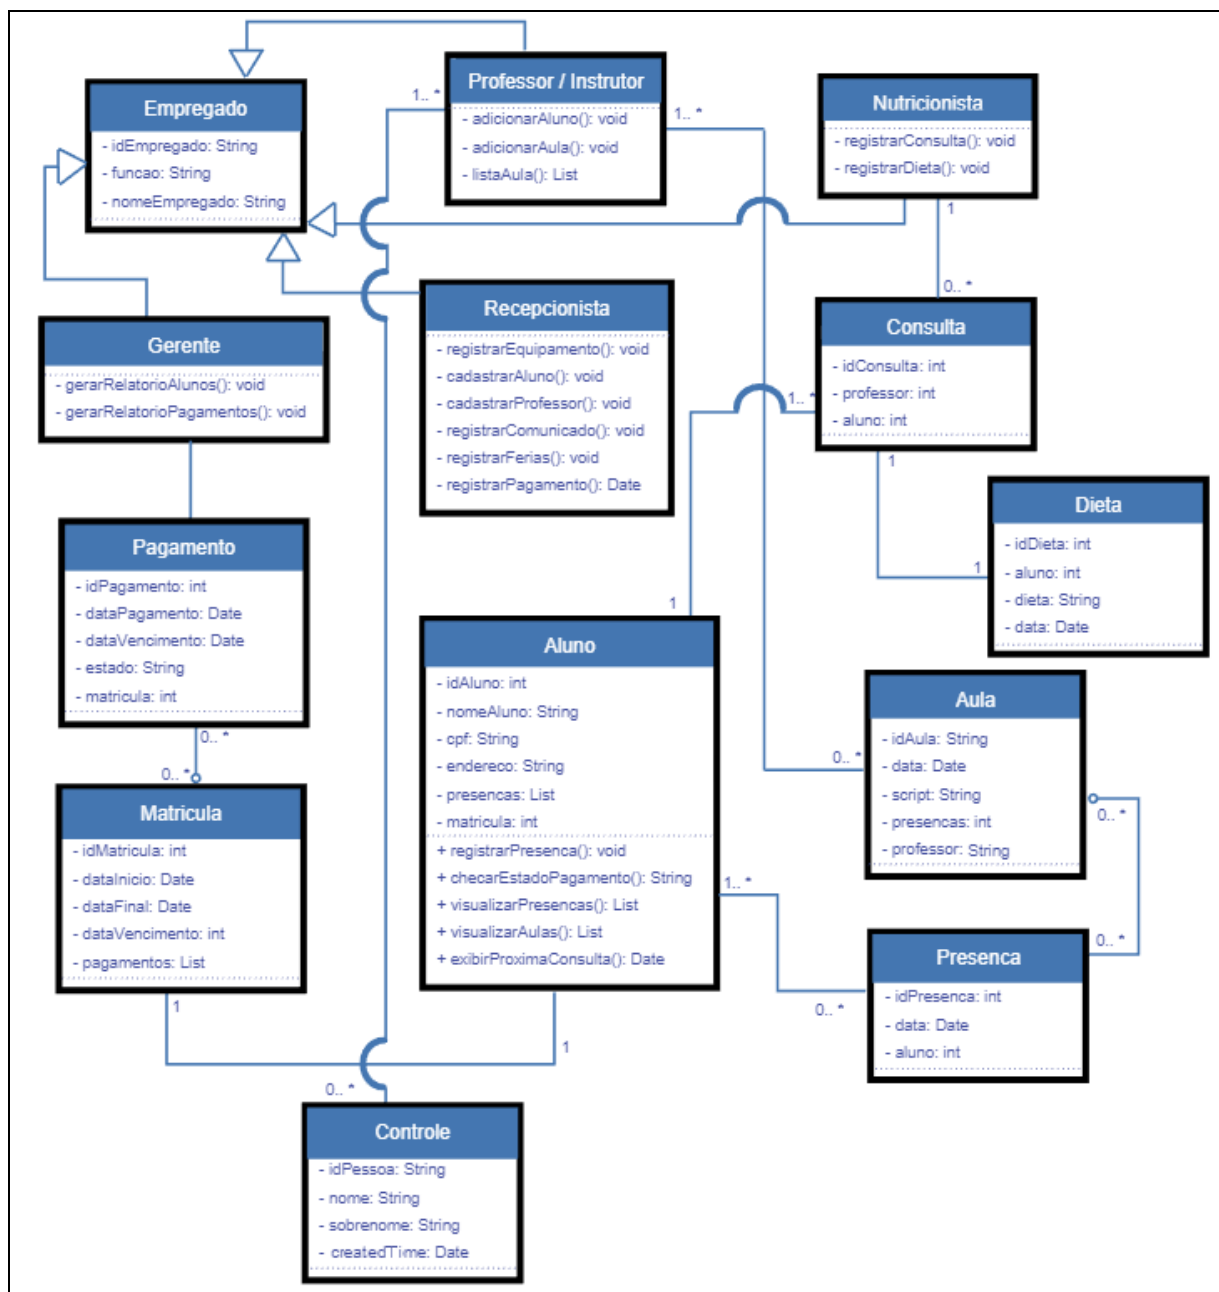 Empregado
- idEmpregado: String
- funcao: String
- nomeEmpregado: String
Professor / Instrutor
- adicionarAluno(): void
- adicionarAula(): void
- listaAula(): List
1.. *
1.. *
Nutricionista
- registrarConsulta(): void
- registrarDieta(): void
1
0.. *
Recepcionista
- registrarEquipamento(): void
- cadastrarAluno(): void
- cadastrarProfessor(): void
- registrarComunicado(): void
- registrarFerias(): void
- registrarPagamento(): Date
Consulta
- idConsulta: int
- professor: int
- aluno: int
1.. *
1
Gerente
- gerarRelatorioAlunos(): void
- gerarRelatorioPagamentos(): void
Dieta
- idDieta: int
- aluno: int
- dieta: String
- data: Date
1
Pagamento
- idPagamento: int
- dataPagamento: Date
- dataVencimento: Date
- estado: String
- matricula: int
0.. *
0.. *
1
Aluno
- idAluno: int
- nomeAluno: String
- cpf: String
- endereco: String
- presencas: List
- matricula: int
+ registrarPresenca(): void
+ checarEstadoPagamento(): String
+ visualizarPresencas(): List
+ visualizarAulas(): List
+ exibirProximaConsulta(): Date
Aula
- idAula: String
- data: Date
- script: String
- presencas: int
- professor: String
0.. *
0.. *
Matricula
- idMatricula: int
- dataInicio: Date
- dataFinal: Date
- dataVencimento: int
- pagamentos: List
1.. *
0.. *
Presenca
- idPresenca: int
- data: Date
- aluno: int
0.. *
1
1
0.. *
Controle
- idPessoa: String
- nome: String
- sobrenome: String
- createdTime: Date